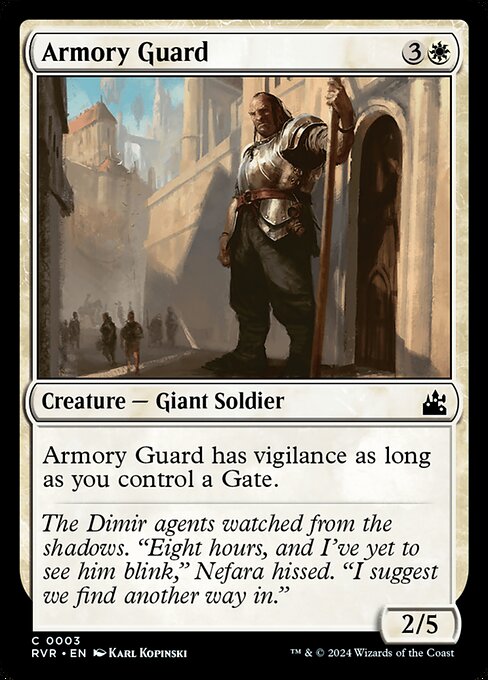 Armory Guard 3
Creature — Giant Soldier
Armory Guard has vigilance as long
as you control a Gate.
The Dimir agents watched from the
shadows. “Eight hours, and I’ve yet to
see him blink,” Nefara hissed. “I suggest
we find another way in.”
2/5
C 0003
RVR • EN Karl Kopinski
™ & © 2024 Wizards of the Coast